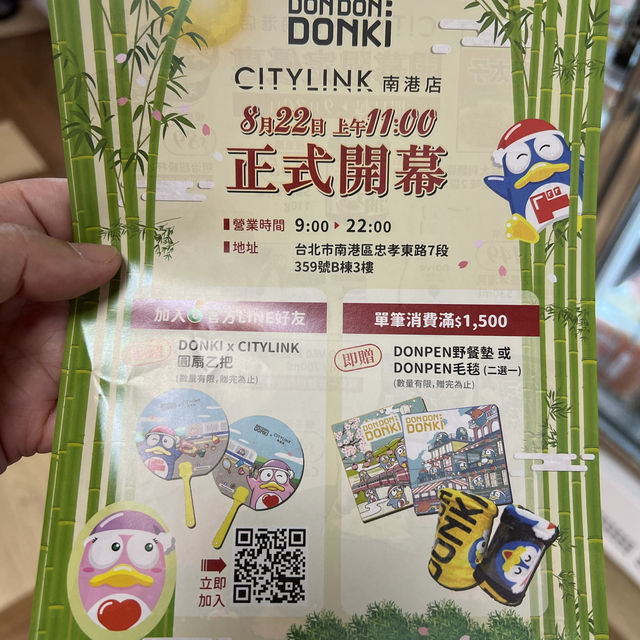 DON DON:
DONKI
CITYLINK 南港店
8月22日 上午11:00
正式開幕
營業時間 9:00 ▶ 22:00
地址 台北市南港區忠孝東路7段
359號B棟3樓
加入官方LINE好友
DONKI x CITYLINK
圓扇乙把
(數量有限,贈完為止)
單筆消費滿$1,500
即贈
DONPEN野餐墊 或
DONPEN毛毯 (二選一)
(數量有限,贈完為止)
DONKI
CITYLINK
DON DON:
DONKI
DON DON:
DONKI
立即
加入